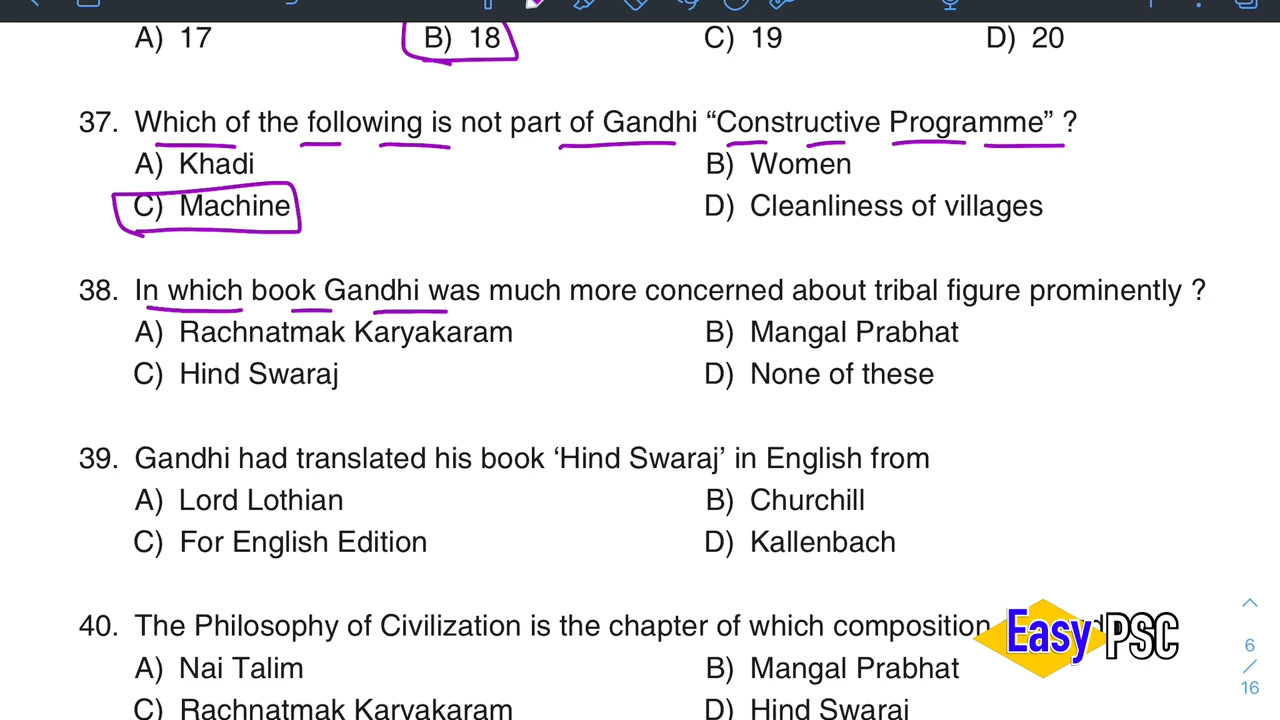 A) 17 B) 18 C) 19 D) 20
37. Which of the following is not part of Gandhi “Constructive Programme” ?
A) Khadi B) Women
C) Machine D) Cleanliness of villages
38. In which book Gandhi was much more concerned about tribal figure prominently ?
A) Rachnatmak Karyakaram B) Mangal Prabhat
C) Hind Swaraj D) None of these
39. Gandhi had translated his book ‘Hind Swaraj’ in English from
A) Lord Lothian B) Churchill
C) For English Edition D) Kallenbach
40. The Philosophy of Civilization is the chapter of which composition
Easy PSC
A) Nai Talim B) Mangal Prabhat
C) Rachnatmak Karyakaram D) Hind Swaraj
6
/
16